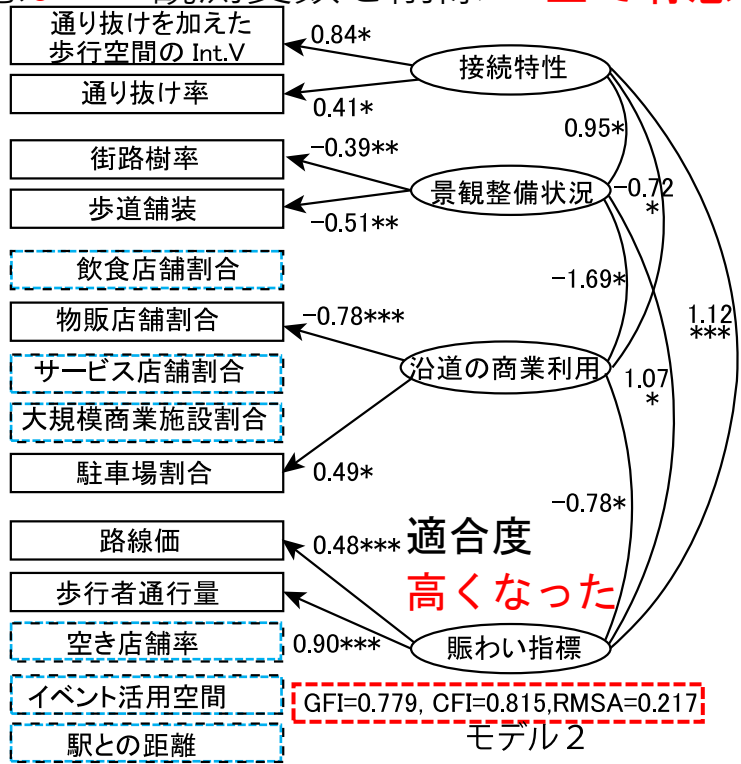 通り抜けを加えた
歩行空間の Int.V
0.84*
接続特性
通り抜け率
0.41*
0.95*
街路樹率
-0.39**
景観整備状況
-0.72
*
歩道舗装
-0.51**
飲食店舗割合
-1.69*
物販店舗割合
-0.78***
1.12
***
サービス店舗割合
沿道の商業利用
1.07
*
大規模商業施設割合
駐車場割合
0.49*
-0.78*
路線価
0.48***
適合度
高くなった
歩行者通行量
空き店舗率
0.90***
賑わい指標
イベント活用空間
GFI=0.779, CFI=0.815,RMSA=0.217
駅との距離
モデル２